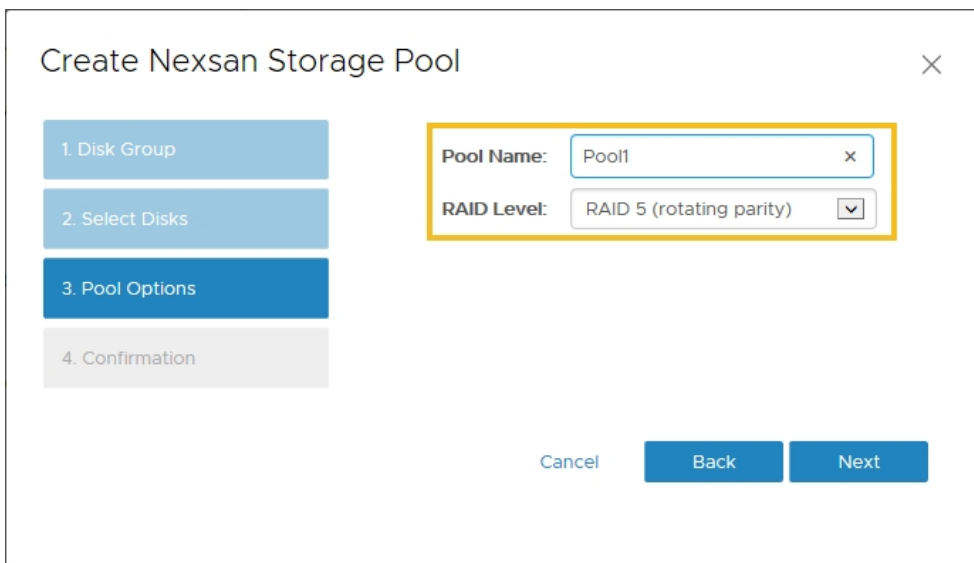 Create Nexsan Storage Pool
1. Disk Group
2. Select Disks
3. Pool Options
4. Confirmation
Pool Name: Pool1
RAID Level: RAID 5 (rotating parity)
Cancel Back Next